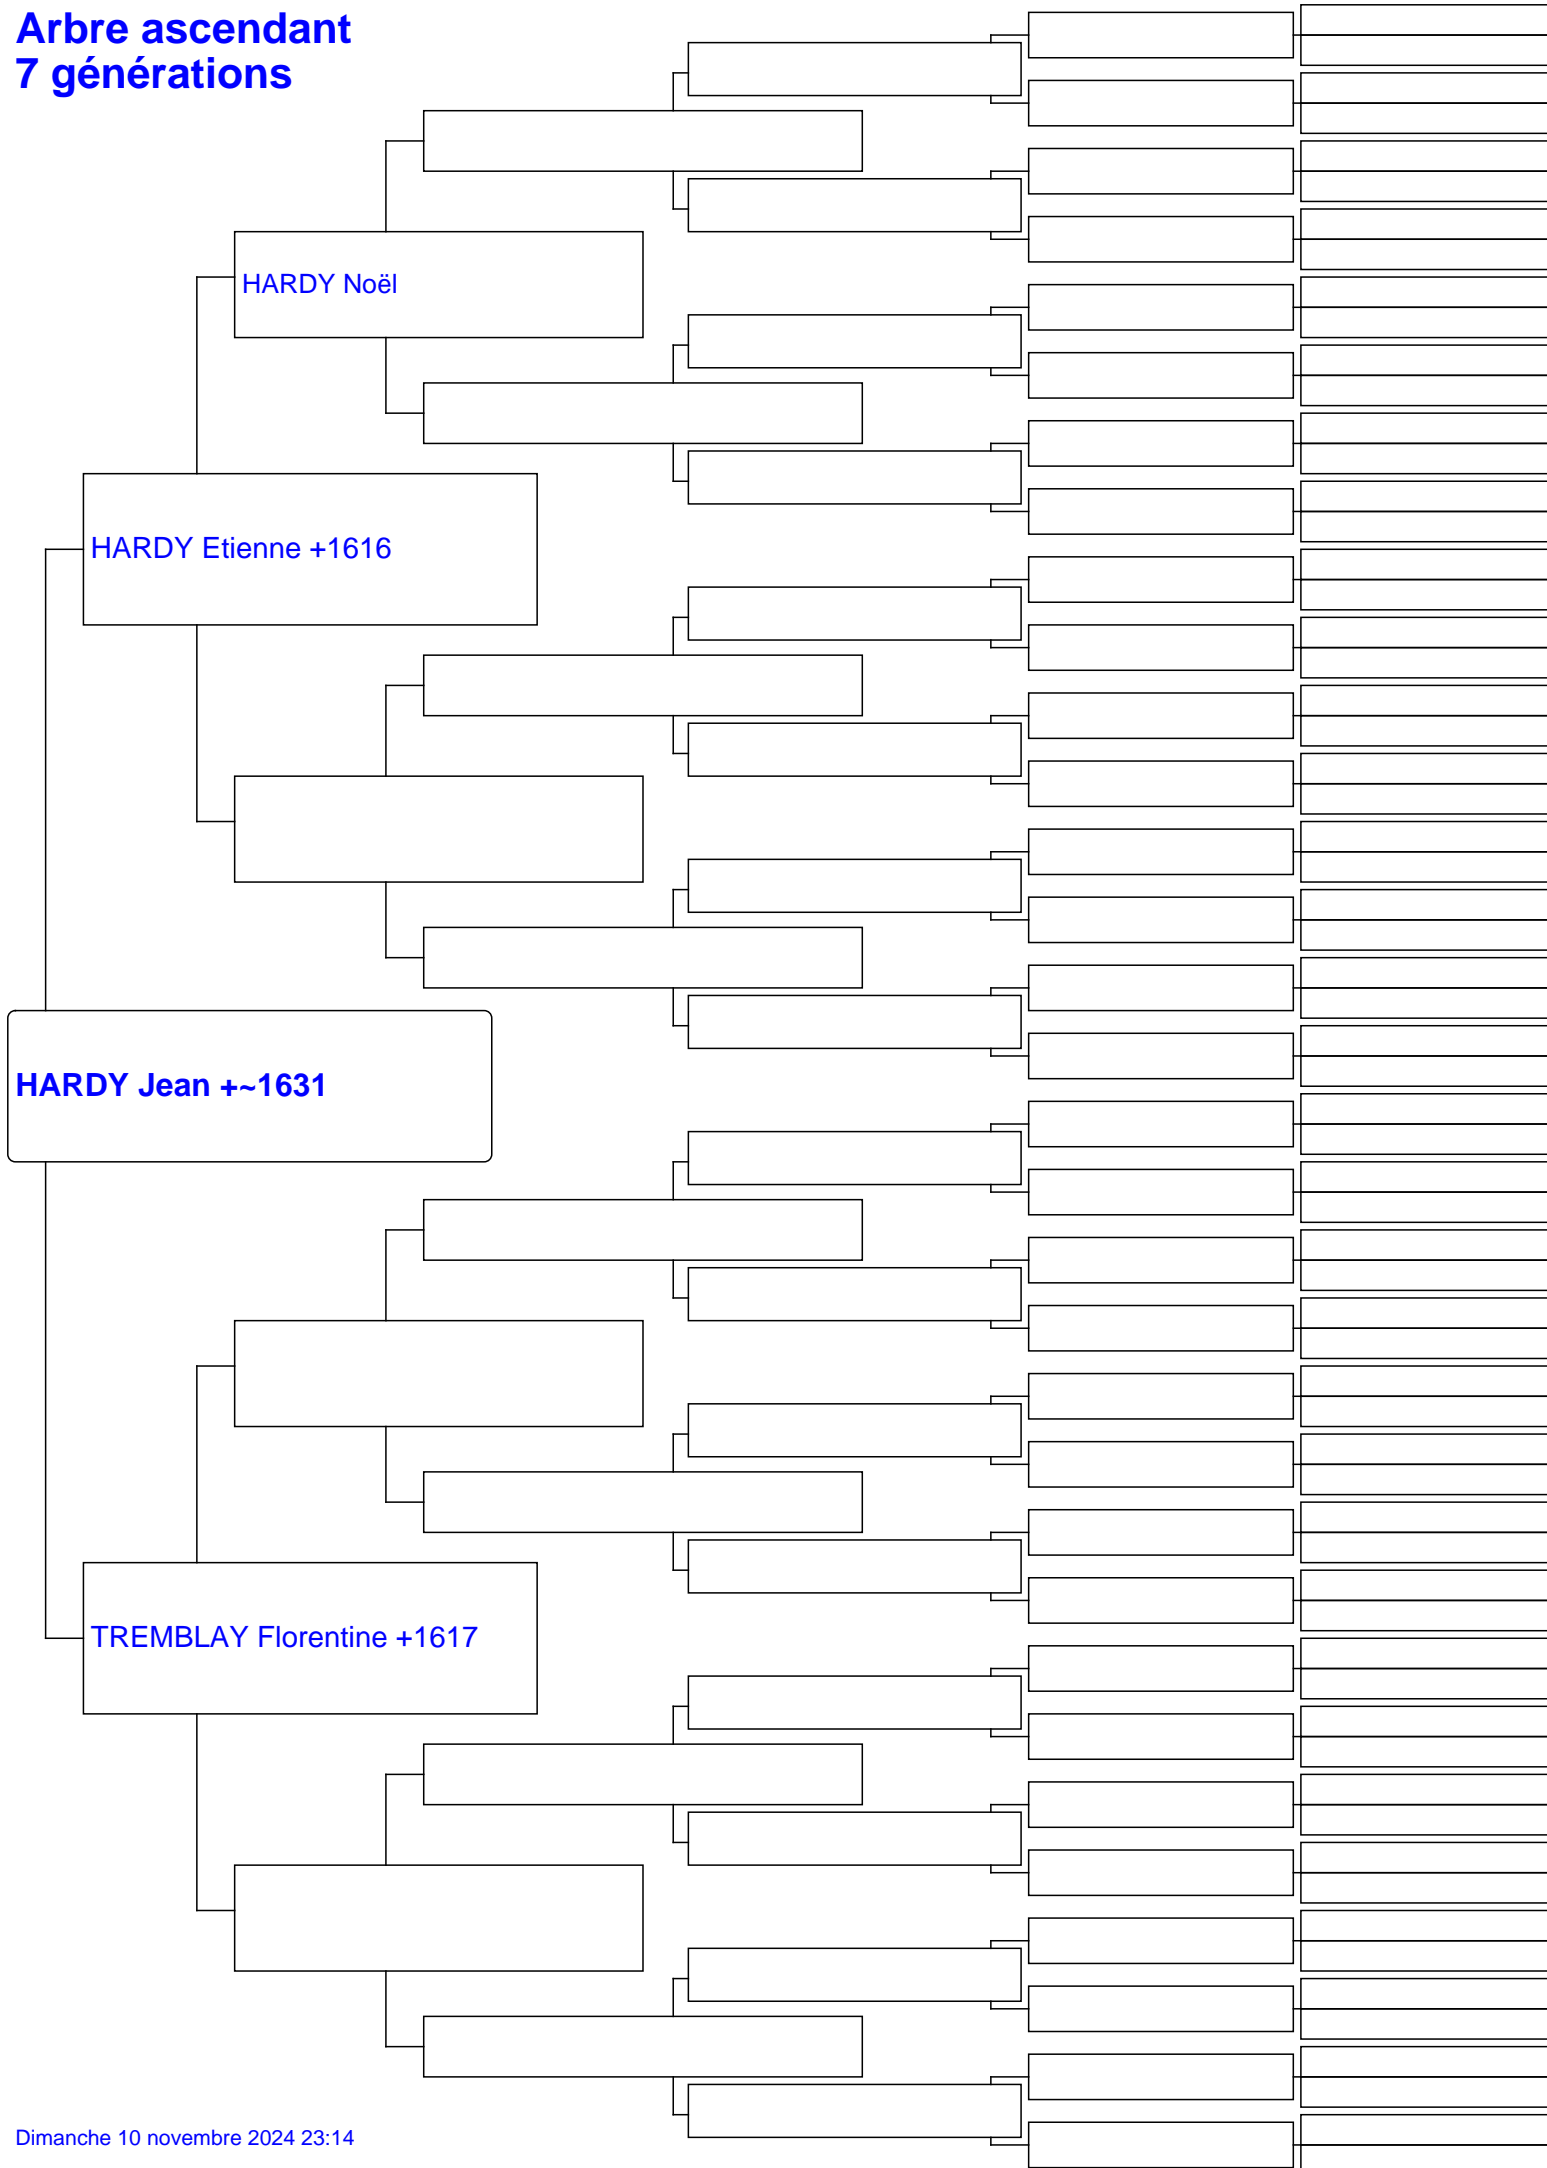 Arbre ascendant
7 générations
HARDY Noël
HARDY Etienne +1616
HARDY Jean +~1631
TREMBLAY Florentine +1617
Dimanche 10 novembre 2024 23:14